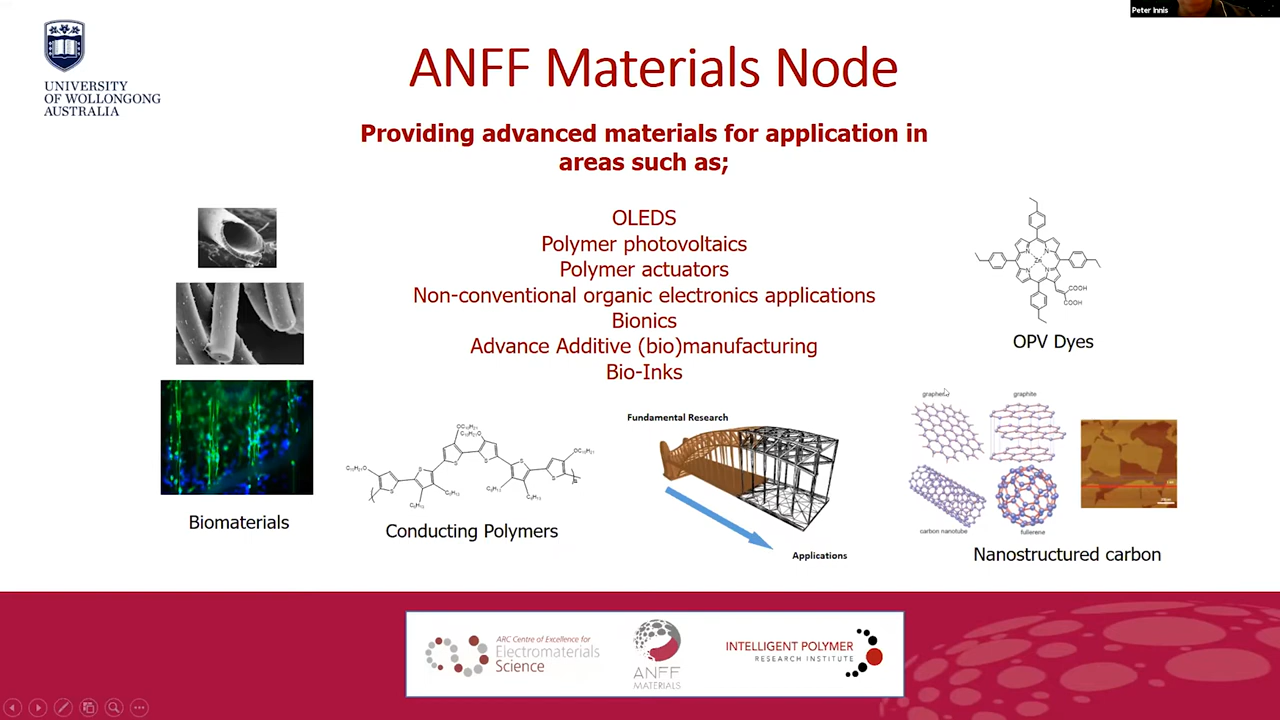 Peter Innis
UNIVERSITY
OF WOLLONGONG
AUSTRALIA
ANFF Materials Node
Providing advanced materials for application in
areas such as;
OLEDS
Polymer photovoltaics
Polymer actuators
Non-conventional organic electronics applications
Bionics
Advance Additive (bio)manufacturing
Bio-Inks
Zn
N
N
N
N
COOH
COOH
OPV Dyes
Biomaterials
Conducting Polymers
Fundamental Research
Applications
graphite
carbon nanotube
fullerene
Nanostructured carbon
ARC Centre of Excellence for
Electromaterials
Science
ANFF
MATERIALS
INTELLIGENT POLYMER
RESEARCH INSTITUTE